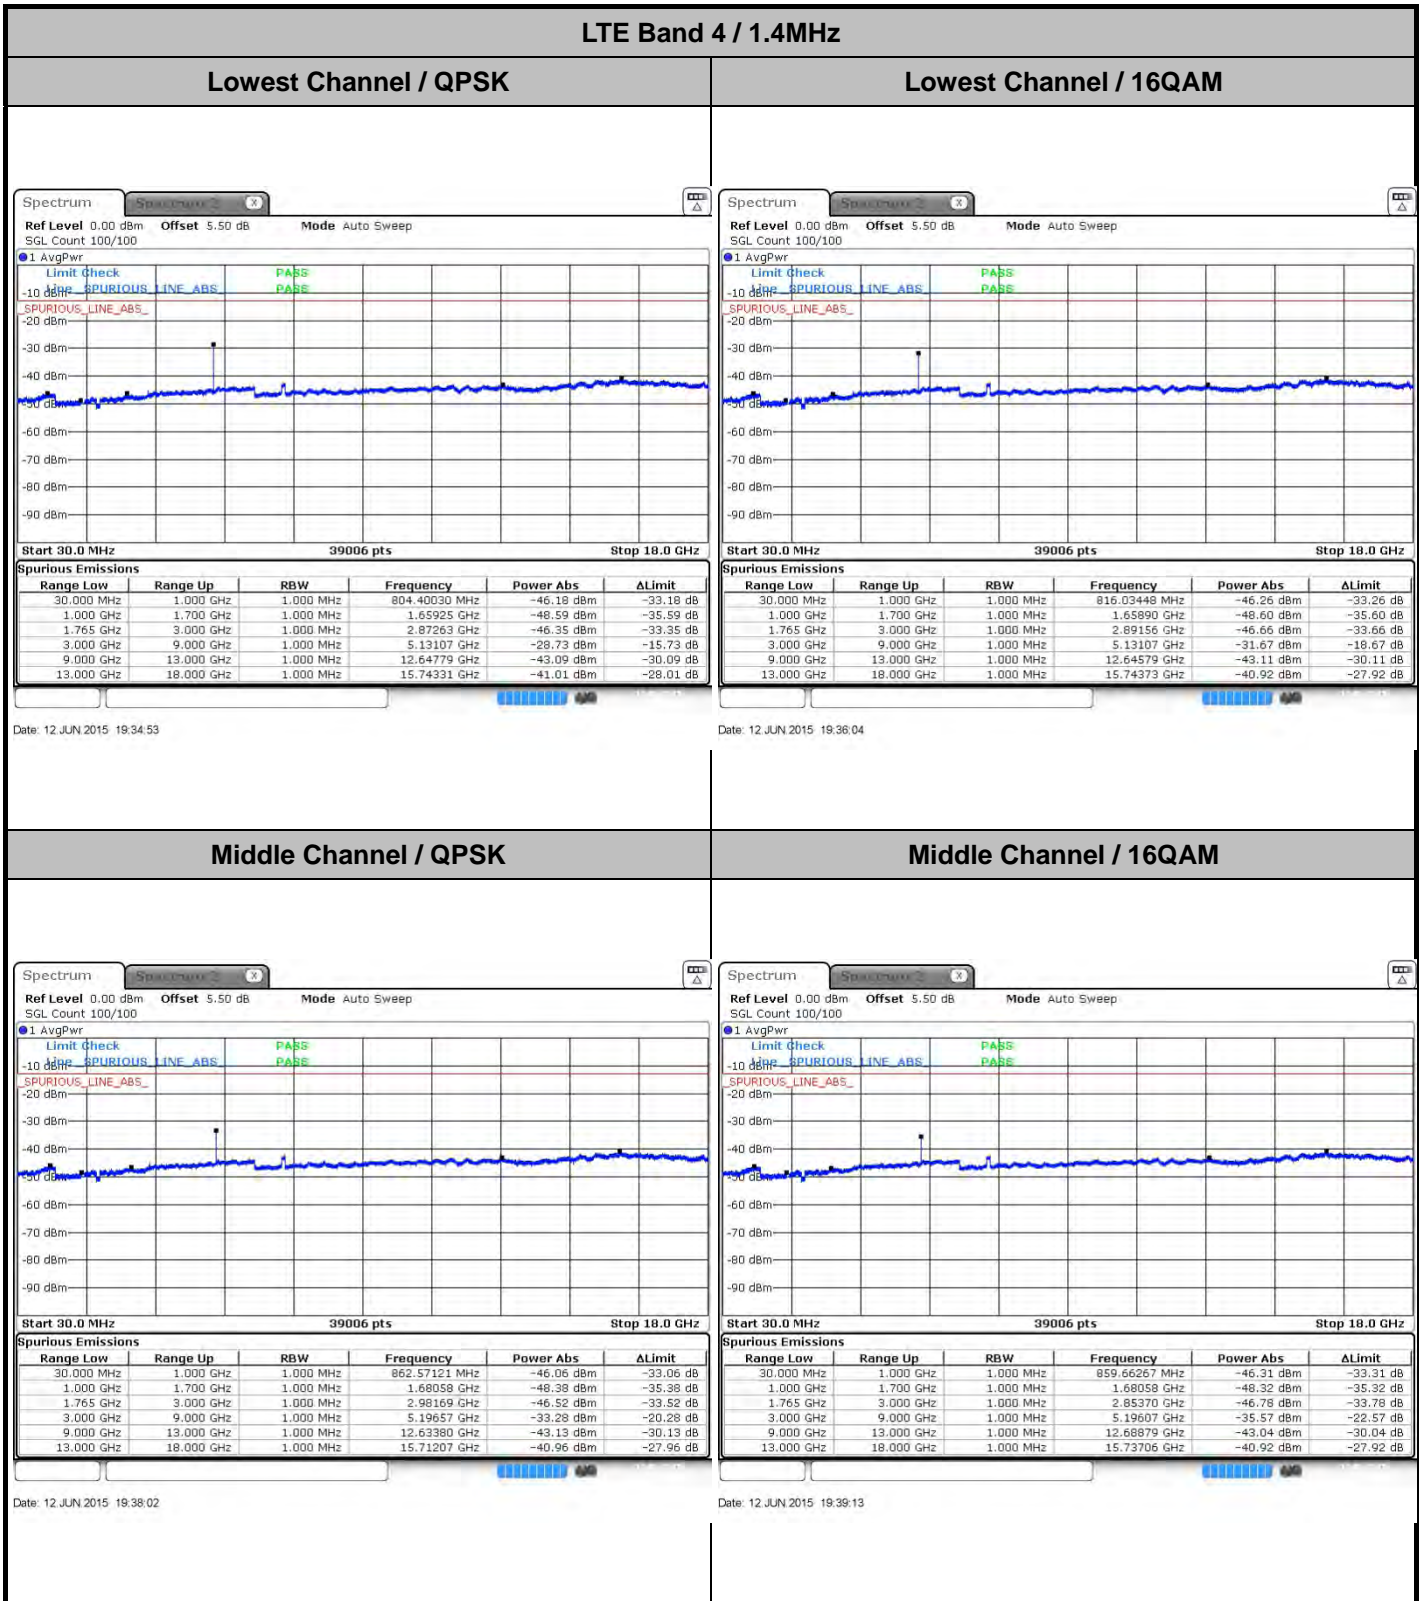 LTE Band 4 / 1.4MHz
Lowest Channel / QPSK
Lowest Channel / 16QAM
Spectrum
Spectrum 2
Ref Level 0.00 dBm Offset 5.50 dB Mode Auto Sweep
SGL Count 100/100
1 AvgPwr
Limit Check PASS
Line _SPURIOUS_LINE_ABS_ PASS
-10 dBm
_SPURIOUS_LINE_ABS_
-20 dBm
-30 dBm
-40 dBm
-50 dBm
-60 dBm
-70 dBm
-80 dBm
-90 dBm
Start 30.0 MHz 39006 pts Stop 18.0 GHz
Spurious Emissions
Range Low Range Up RBW Frequency Power Abs ΔLimit
30.000 MHz 1.000 GHz 1.000 MHz 804.40030 MHz -46.18 dBm -33.18 dB
1.000 GHz 1.700 GHz 1.000 MHz 1.65925 GHz -48.59 dBm -35.59 dB
1.765 GHz 3.000 GHz 1.000 MHz 2.87263 GHz -46.35 dBm -33.35 dB
3.000 GHz 9.000 GHz 1.000 MHz 5.13107 GHz -28.73 dBm -15.73 dB
9.000 GHz 13.000 GHz 1.000 MHz 12.64779 GHz -43.09 dBm -30.09 dB
13.000 GHz 18.000 GHz 1.000 MHz 15.74331 GHz -41.01 dBm -28.01 dB
Date: 12.JUN.2015 19:34:53
Spectrum
Spectrum 2
Ref Level 0.00 dBm Offset 5.50 dB Mode Auto Sweep
SGL Count 100/100
1 AvgPwr
Limit Check PASS
Line _SPURIOUS_LINE_ABS_ PASS
-10 dBm
_SPURIOUS_LINE_ABS_
-20 dBm
-30 dBm
-40 dBm
-50 dBm
-60 dBm
-70 dBm
-80 dBm
-90 dBm
Start 30.0 MHz 39006 pts Stop 18.0 GHz
Spurious Emissions
Range Low Range Up RBW Frequency Power Abs ΔLimit
30.000 MHz 1.000 GHz 1.000 MHz 816.03448 MHz -46.26 dBm -33.26 dB
1.000 GHz 1.700 GHz 1.000 MHz 1.65890 GHz -48.60 dBm -35.60 dB
1.765 GHz 3.000 GHz 1.000 MHz 2.89156 GHz -46.66 dBm -33.66 dB
3.000 GHz 9.000 GHz 1.000 MHz 5.13107 GHz -31.67 dBm -18.67 dB
9.000 GHz 13.000 GHz 1.000 MHz 12.64579 GHz -43.11 dBm -30.11 dB
13.000 GHz 18.000 GHz 1.000 MHz 15.74373 GHz -40.92 dBm -27.92 dB
Date: 12.JUN.2015 19:36:04
Middle Channel / QPSK
Middle Channel / 16QAM
Spectrum
Spectrum 2
Ref Level 0.00 dBm Offset 5.50 dB Mode Auto Sweep
SGL Count 100/100
1 AvgPwr
Limit Check PASS
Line _SPURIOUS_LINE_ABS_ PASS
-10 dBm
_SPURIOUS_LINE_ABS_
-20 dBm
-30 dBm
-40 dBm
-50 dBm
-60 dBm
-70 dBm
-80 dBm
-90 dBm
Start 30.0 MHz 39006 pts Stop 18.0 GHz
Spurious Emissions
Range Low Range Up RBW Frequency Power Abs ΔLimit
30.000 MHz 1.000 GHz 1.000 MHz 862.57121 MHz -46.06 dBm -33.06 dB
1.000 GHz 1.700 GHz 1.000 MHz 1.68058 GHz -48.38 dBm -35.38 dB
1.765 GHz 3.000 GHz 1.000 MHz 2.98169 GHz -46.52 dBm -33.52 dB
3.000 GHz 9.000 GHz 1.000 MHz 5.19657 GHz -33.28 dBm -20.28 dB
9.000 GHz 13.000 GHz 1.000 MHz 12.63380 GHz -43.13 dBm -30.13 dB
13.000 GHz 18.000 GHz 1.000 MHz 15.71207 GHz -40.96 dBm -27.96 dB
Date: 12.JUN.2015 19:38:02
Spectrum
Spectrum 2
Ref Level 0.00 dBm Offset 5.50 dB Mode Auto Sweep
SGL Count 100/100
1 AvgPwr
Limit Check PASS
Line _SPURIOUS_LINE_ABS_ PASS
-10 dBm
_SPURIOUS_LINE_ABS_
-20 dBm
-30 dBm
-40 dBm
-50 dBm
-60 dBm
-70 dBm
-80 dBm
-90 dBm
Start 30.0 MHz 39006 pts Stop 18.0 GHz
Spurious Emissions
Range Low Range Up RBW Frequency Power Abs ΔLimit
30.000 MHz 1.000 GHz 1.000 MHz 859.66267 MHz -46.31 dBm -33.31 dB
1.000 GHz 1.700 GHz 1.000 MHz 1.68058 GHz -48.32 dBm -35.32 dB
1.765 GHz 3.000 GHz 1.000 MHz 2.85370 GHz -46.78 dBm -33.78 dB
3.000 GHz 9.000 GHz 1.000 MHz 5.19607 GHz -35.57 dBm -22.57 dB
9.000 GHz 13.000 GHz 1.000 MHz 12.68879 GHz -43.04 dBm -30.04 dB
13.000 GHz 18.000 GHz 1.000 MHz 15.73706 GHz -40.92 dBm -27.92 dB
Date: 12.JUN.2015 19:39:13